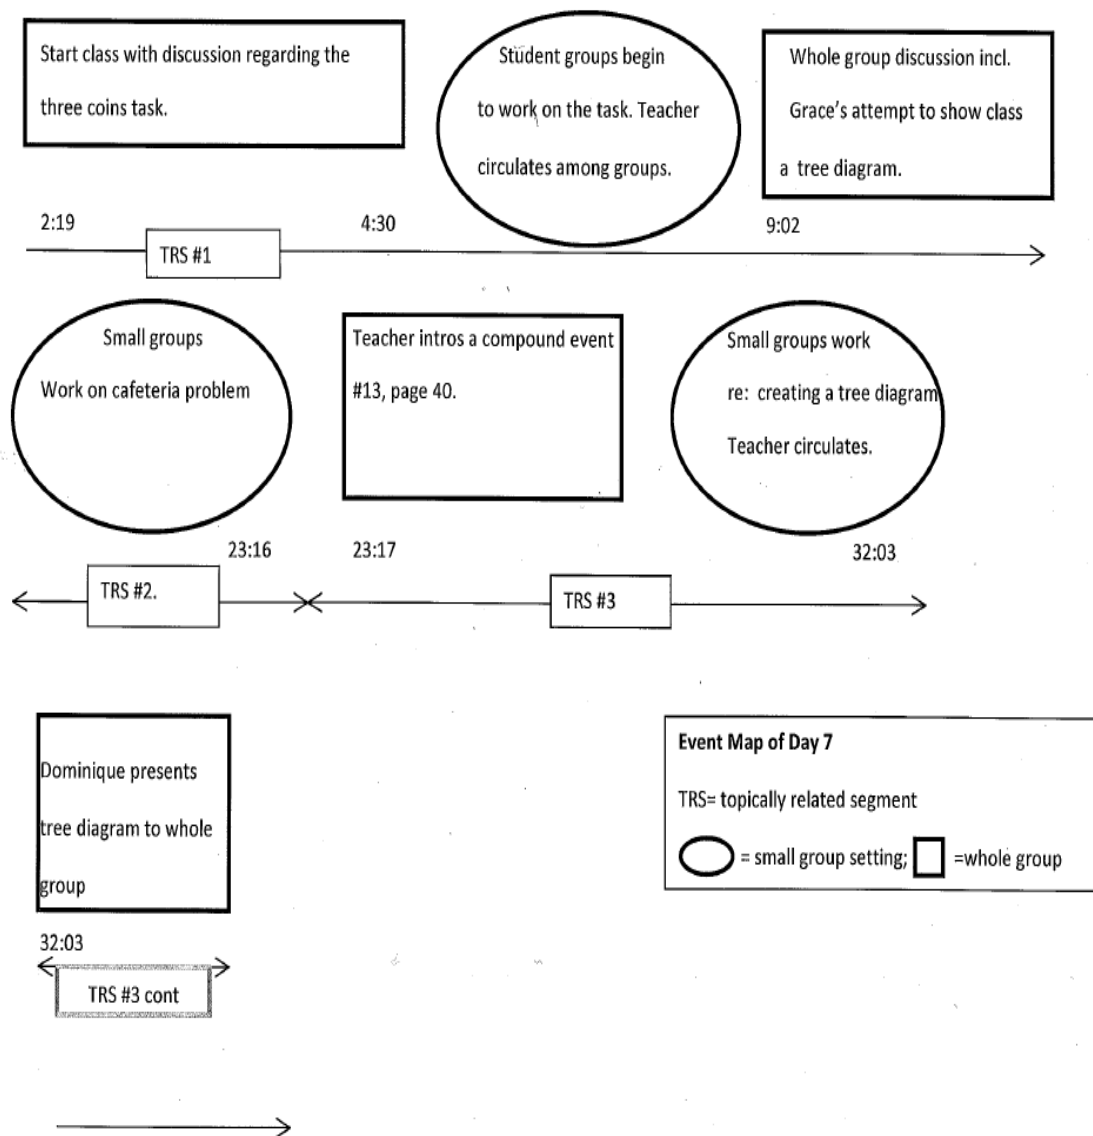 Start class with discussion regarding the
three coins task.
Student groups begin
to work on the task. Teacher
circulates among groups.
Whole group discussion incl.
Grace's attempt to show class
a tree diagram.
2:19
4:30
9:02
TRS #1
Small groups
Work on cafeteria problem
Teacher intros a compound event
#13, page 40.
Small groups work
re: creating a tree diagram
Teacher circulates.
23:16
23:17
32:03
TRS #2.
TRS #3
Dominique presents
tree diagram to whole
group
32:03
TRS #3 cont
Event Map of Day 7
TRS= topically related segment
= small group setting;
=whole group